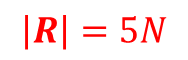 |R| = 5N